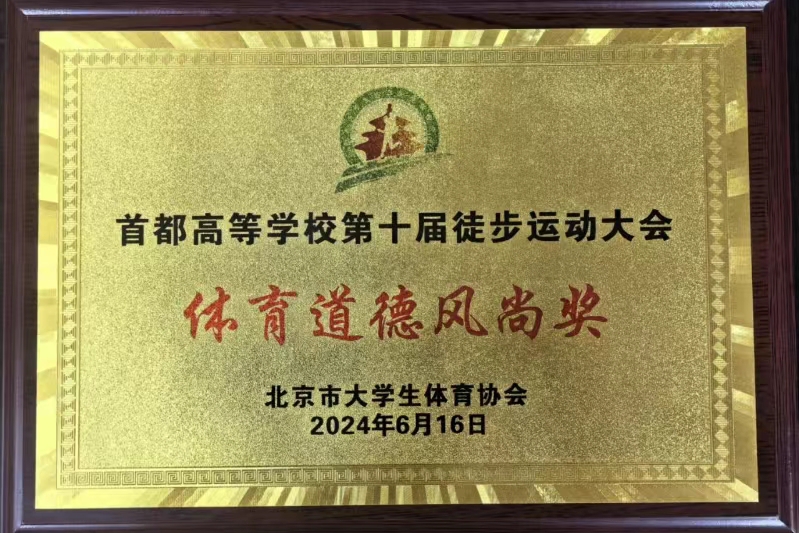 首都高等学校第十届徒步运动大会
体育道德风尚奖
北京市大学生体育协会
2024年6月16日